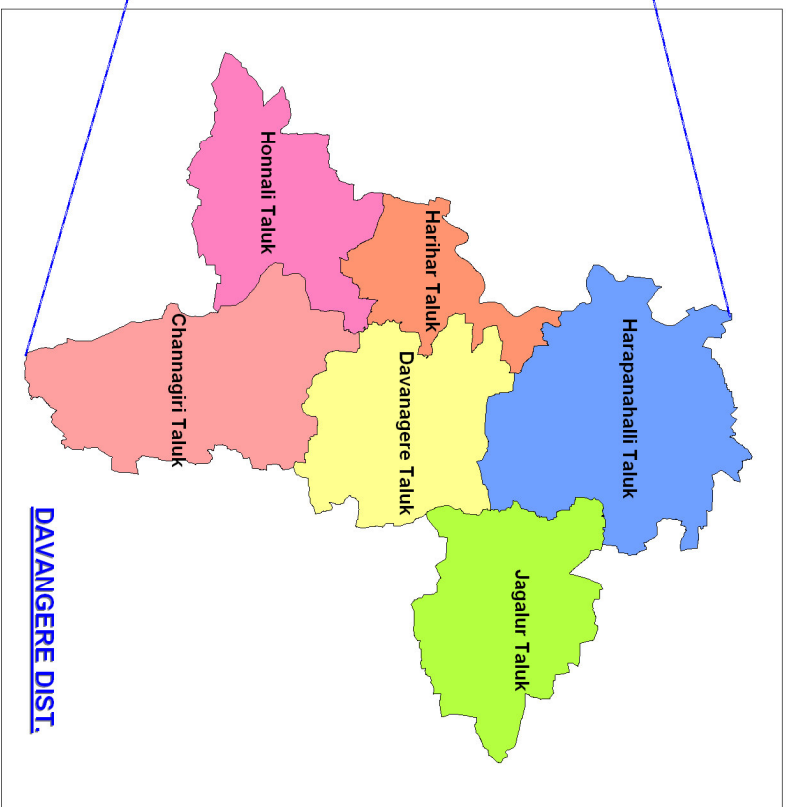 Harapanahalli Taluk
Jagalur Taluk
Harihar Taluk
Davanagere Taluk
Honnali Taluk
Channagiri Taluk
DAVANGERE DIST.